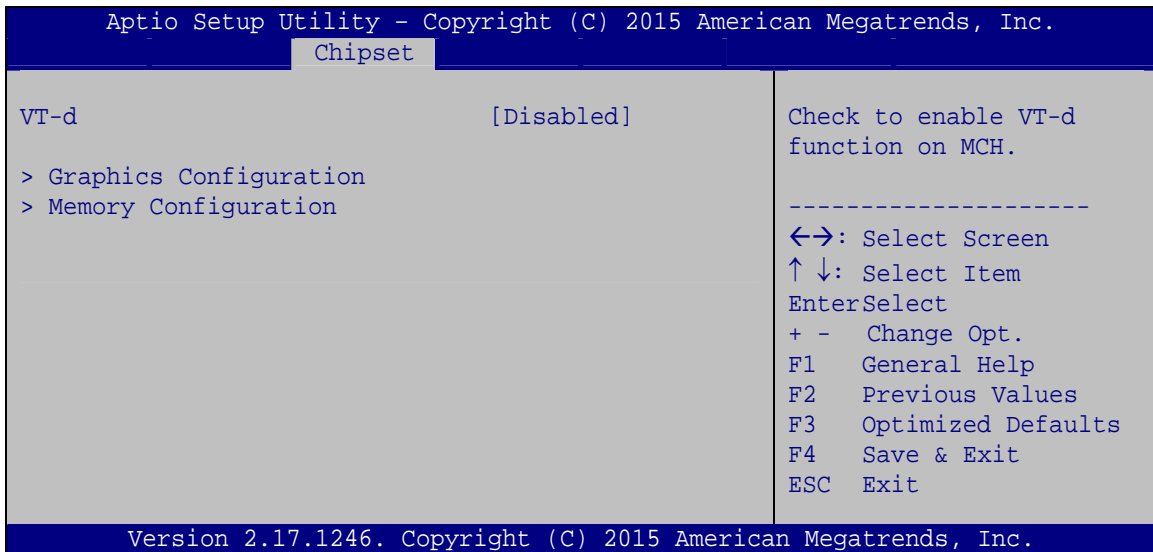 Aptio Setup Utility – Copyright (C) 2015 American Megatrends, Inc.
Chipset
VT-d [Disabled]
> Graphics Configuration
> Memory Configuration
Check to enable VT-d
function on MCH.
---------------------
←→: Select Screen
↑ ↓: Select Item
EnterSelect
+ - Change Opt.
F1 General Help
F2 Previous Values
F3 Optimized Defaults
F4 Save & Exit
ESC Exit
Version 2.17.1246. Copyright (C) 2015 American Megatrends, Inc.